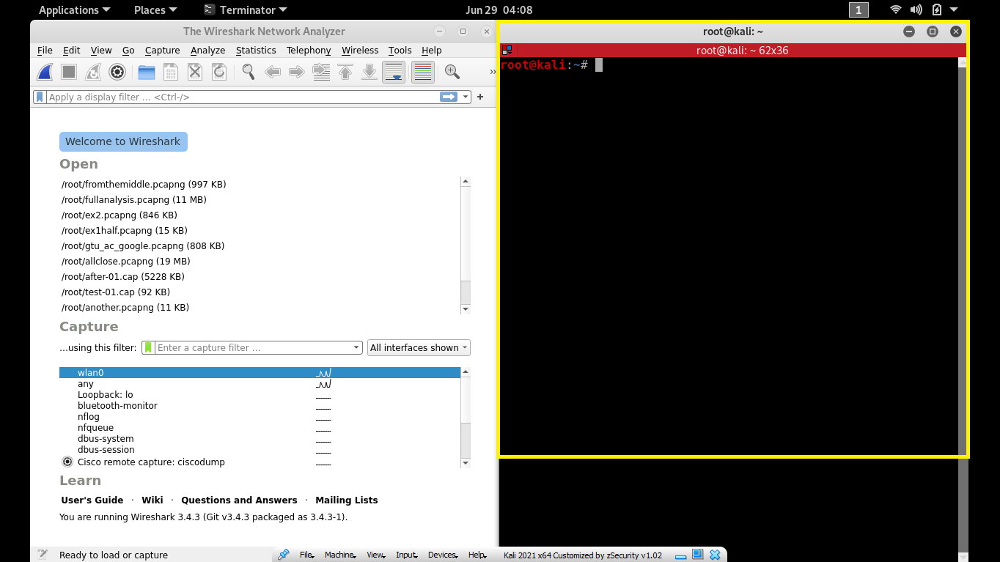 Applications Places Terminator Jun 29 04:08 1
The Wireshark Network Analyzer
File Edit View Go Capture Analyze Statistics Telephony Wireless Tools Help
Apply a display filter ... <Ctrl-/>
Welcome to Wireshark
Open
/root/fromthemiddle.pcapng (997 KB)
/root/fullanalysis.pcapng (11 MB)
/root/ex2.pcapng (846 KB)
/root/ex1half.pcapng (15 KB)
/root/gtu_ac_google.pcapng (808 KB)
/root/allclose.pcapng (19 MB)
/root/after-01.cap (5228 KB)
/root/test-01.cap (92 KB)
/root/another.pcapng (11 KB)
Capture
...using this filter: Enter a capture filter ... All interfaces shown
wlan0
any
Loopback: lo
bluetooth-monitor
nflog
nfqueue
dbus-system
dbus-session
Cisco remote capture: ciscodump
Learn
User's Guide · Wiki · Questions and Answers · Mailing Lists
You are running Wireshark 3.4.3 (Git v3.4.3 packaged as 3.4.3-1).
Ready to load or capture
root@kali: ~
root@kali: ~ 62x36
root@kali:~#
File Machine View Input Devices Help Kali 2021 x64 Customized by zSecurity v1.02